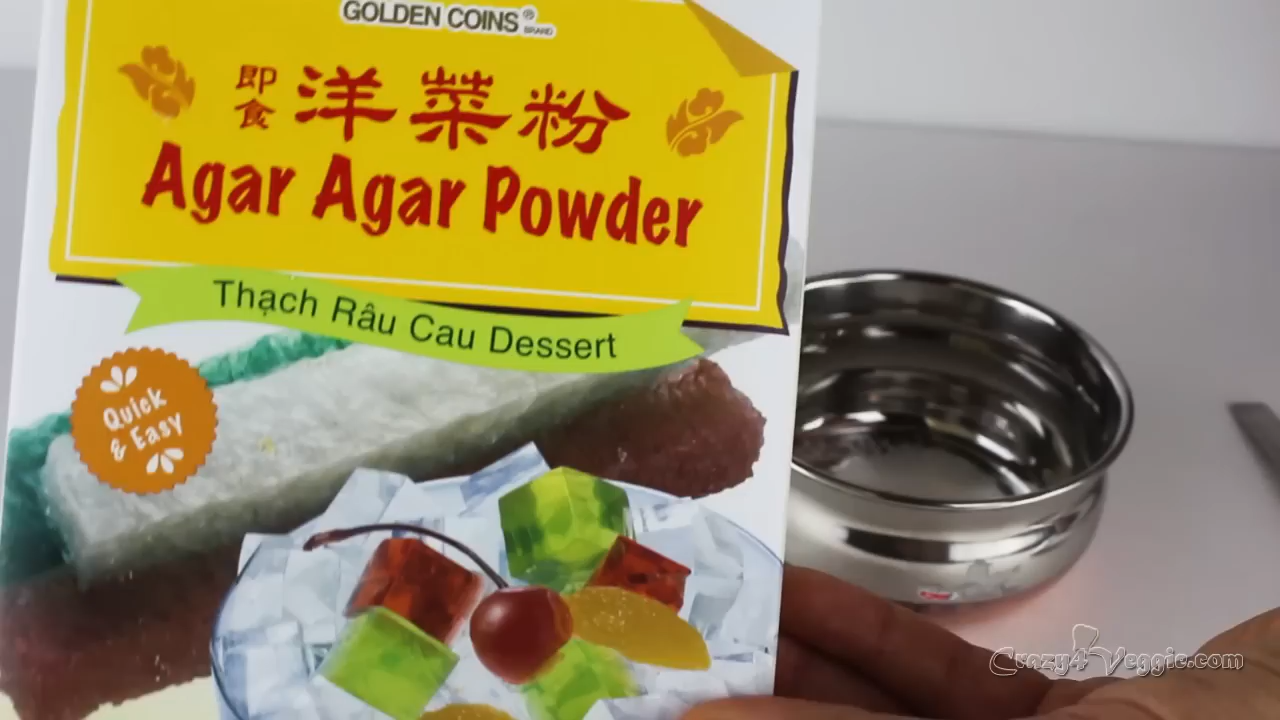 GOLDEN COINS® BRAND
即食 洋菜粉
Agar Agar Powder
Thạch Râu Cau Dessert
Quick
& Easy
Crazy4Veggie.com